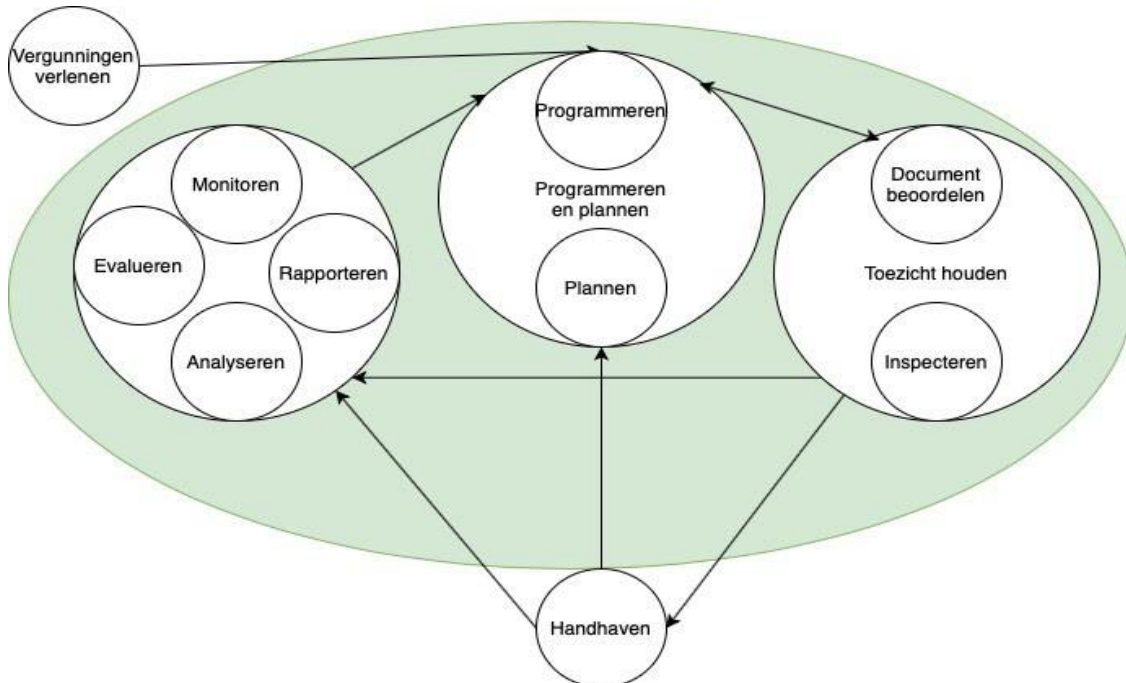 Vergunningen
verlenen
Monitoren
Evalueren
Rapporteren
Analyseren
Programmeren
Programmeren
en plannen
Plannen
Document
beoordelen
Toezicht houden
Inspecteren
Handhaven